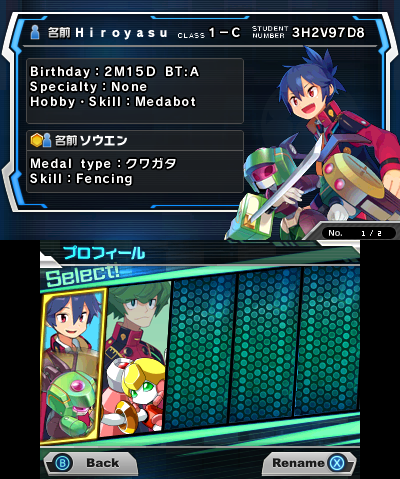 名前 Hiroyasu CLASS 1-C STUDENT NUMBER 3H2V97D8
Birthday：2M15D BT:A
Specialty：None
Hobby・Skill：Medabot
名前 ソウエン
Medal type：クワガタ
Skill：Fencing
No. 1/2
プロフィール
Select!
B Back
Rename X